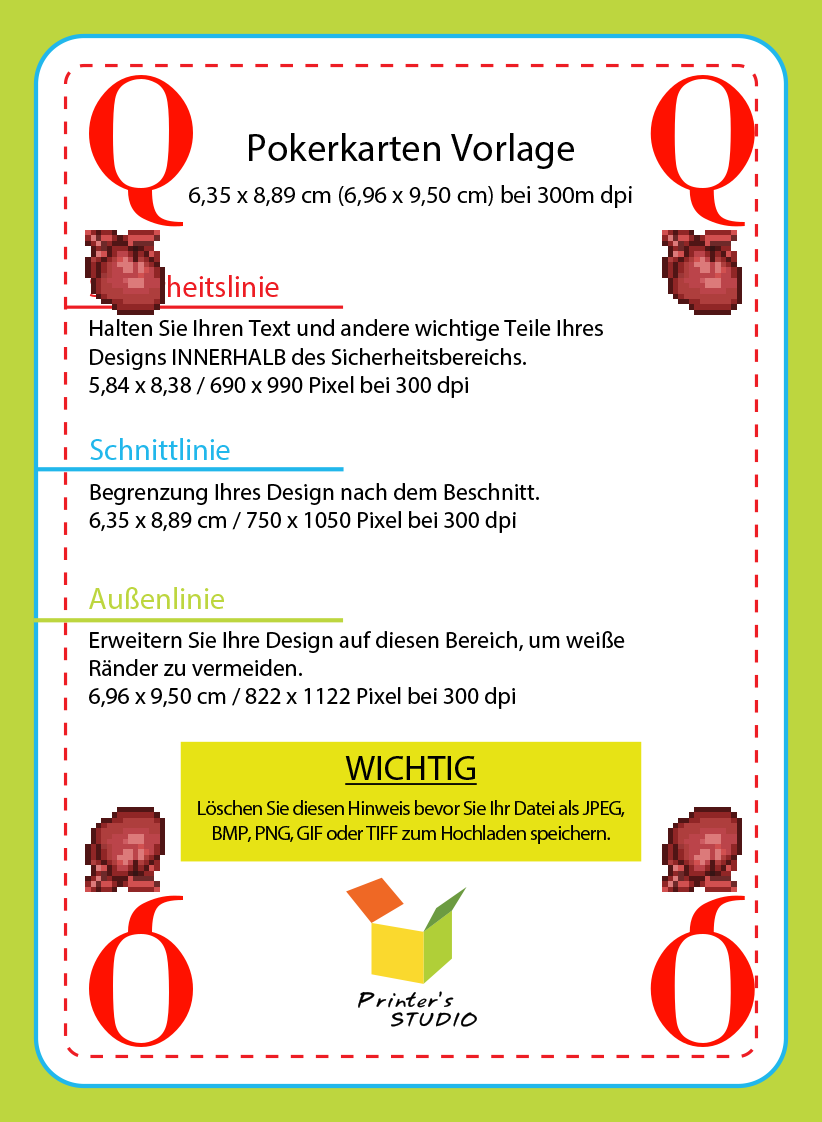 Q
Q
Pokerkarten Vorlage
6,35 x 8,89 cm (6,96 x 9,50 cm) bei 300m dpi
heitslinie
Halten Sie Ihren Text und andere wichtige Teile Ihres
Designs INNERHALB des Sicherheitsbereichs.
5,84 x 8,38 / 690 x 990 Pixel bei 300 dpi
Schnittlinie
Begrenzung Ihres Design nach dem Beschnitt.
6,35 x 8,89 cm / 750 x 1050 Pixel bei 300 dpi
Außenlinie
Erweitern Sie Ihre Design auf diesen Bereich, um weiße
Ränder zu vermeiden.
6,96 x 9,50 cm / 822 x 1122 Pixel bei 300 dpi
WICHTIG
Löschen Sie diesen Hinweis bevor Sie Ihr Datei als JPEG,
BMP, PNG, GIF oder TIFF zum Hochladen speichern.
Printer's
STUDIO
Q
Q